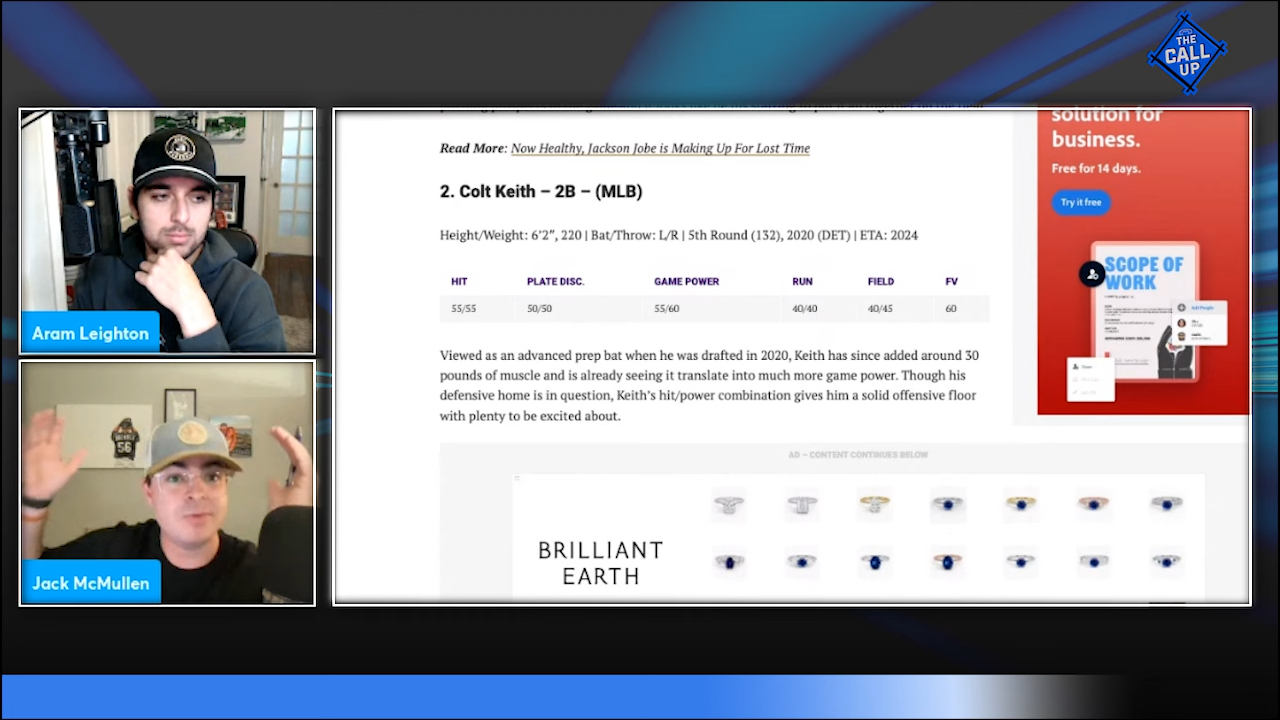 THE
CALL
UP
Aram Leighton
Jack McMullen
56
Read More: Now Healthy, Jackson Jobe is Making Up For Lost Time
2. Colt Keith – 2B – (MLB)
Height/Weight: 6’2″, 220 | Bat/Throw: L/R | 5th Round (132), 2020 (DET) | ETA: 2024
HIT PLATE DISC. GAME POWER RUN FIELD FV
55/55 50/50 55/60 40/40 40/45 60
Viewed as an advanced prep bat when he was drafted in 2020, Keith has since added around 30
pounds of muscle and is already seeing it translate into much more game power. Though his
defensive home is in question, Keith’s hit/power combination gives him a solid offensive floor
with plenty to be excited about.
AD – CONTENT CONTINUES BELOW
BRILLIANT
EARTH
solution for
business.
Free for 14 days.
Try it free
SCOPE OF
WORK